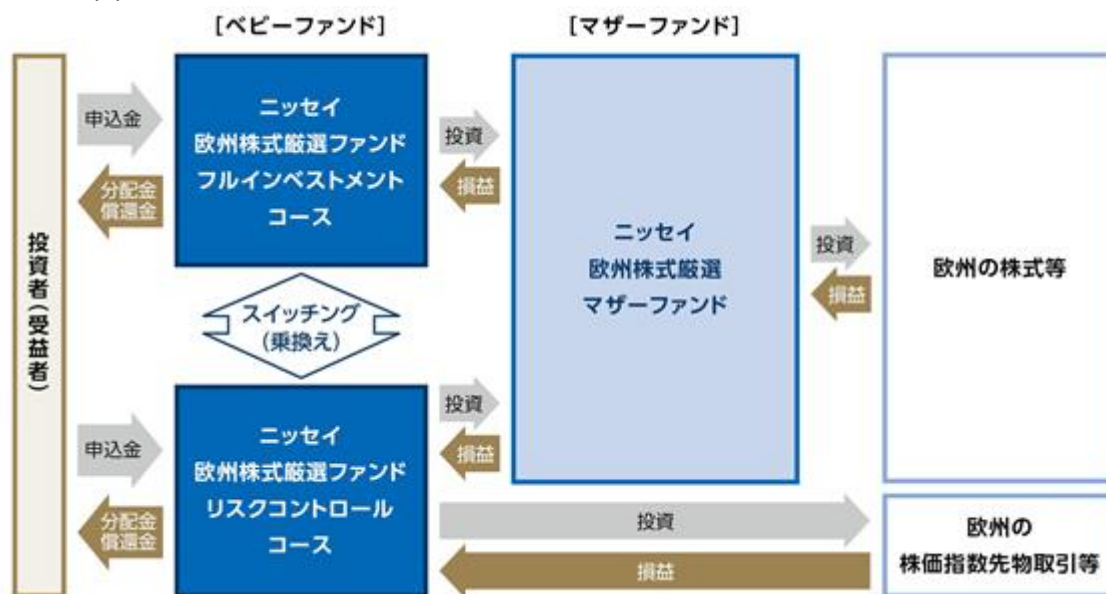 [ベビーファンド]
[マザーファンド]
投資者(受益者)
申込金
分配金
償還金
ニッセイ
欧州株式厳選ファンド
フルインベストメント
コース
投資
損益
ニッセイ
欧州株式厳選
マザーファンド
投資
損益
欧州の株式等
スイッチング
(乗換え)
申込金
分配金
償還金
ニッセイ
欧州株式厳選ファンド
リスクコントロール
コース
投資
損益
投資
損益
欧州の
株価指数先物取引等